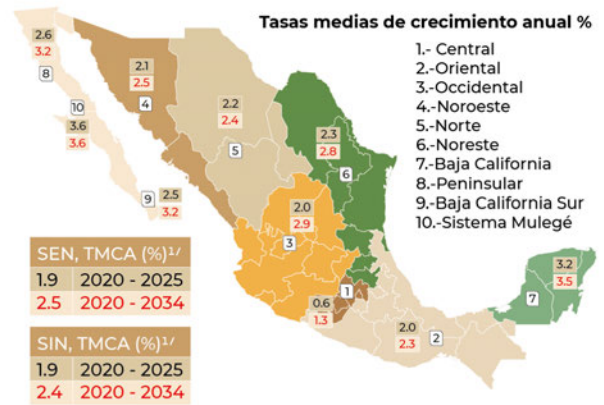 Tasas medias de crecimiento anual %
1.- Central
2.-Oriental
3.-Occidental
4.-Noroeste
5.-Norte
6.-Noreste
7.-Baja California
8.-Peninsular
9.-Baja California Sur
10.-Sistema Mulegé
2.6
3.2
8
10
3.6
3.6
9
2.5
3.2
2.1
2.5
4
2.2
2.4
5
2.3
2.8
6
2.0
2.9
3
1
0.6
1.3
2.0
2.3
2
3.2
3.5
7
SEN, TMCA (%)1/
1.9 2020 - 2025
2.5 2020 - 2034
SIN, TMCA (%)1/
1.9 2020 - 2025
2.4 2020 - 2034